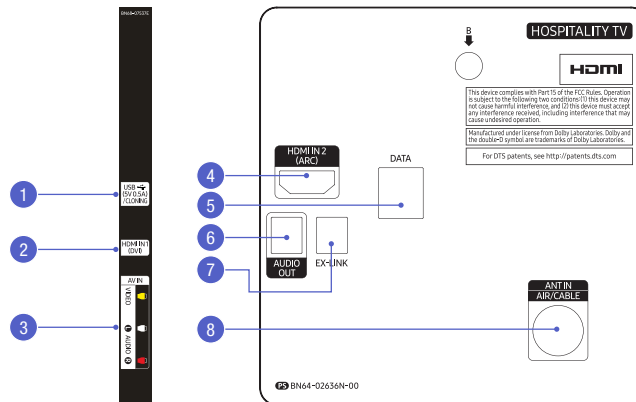 BN68-07537E
USB
(5V 0.5A)
/CLONING
HDMI IN 1
(DVI)
AV IN
VIDEO
L AUDIO R
1
2
3
B
HOSPITALITY TV
HDMI
This device complies with Part 15 of the FCC Rules. Operation
is subject to the following two conditions:(1) this device may
not cause harmful interference, and (2) this device must accept
any interference received, including interference that may
cause undesired operation.
Manufactured under license from Dolby Laboratories. Dolby and
the double-D symbol are trademarks of Dolby Laboratories.
For DTS patents, see http://patents.dts.com
HDMI IN 2
(ARC)
DATA
4
5
6
AUDIO
OUT
EX-LINK
7
8
ANT IN
AIR/CABLE
PS BN64-02636N-00